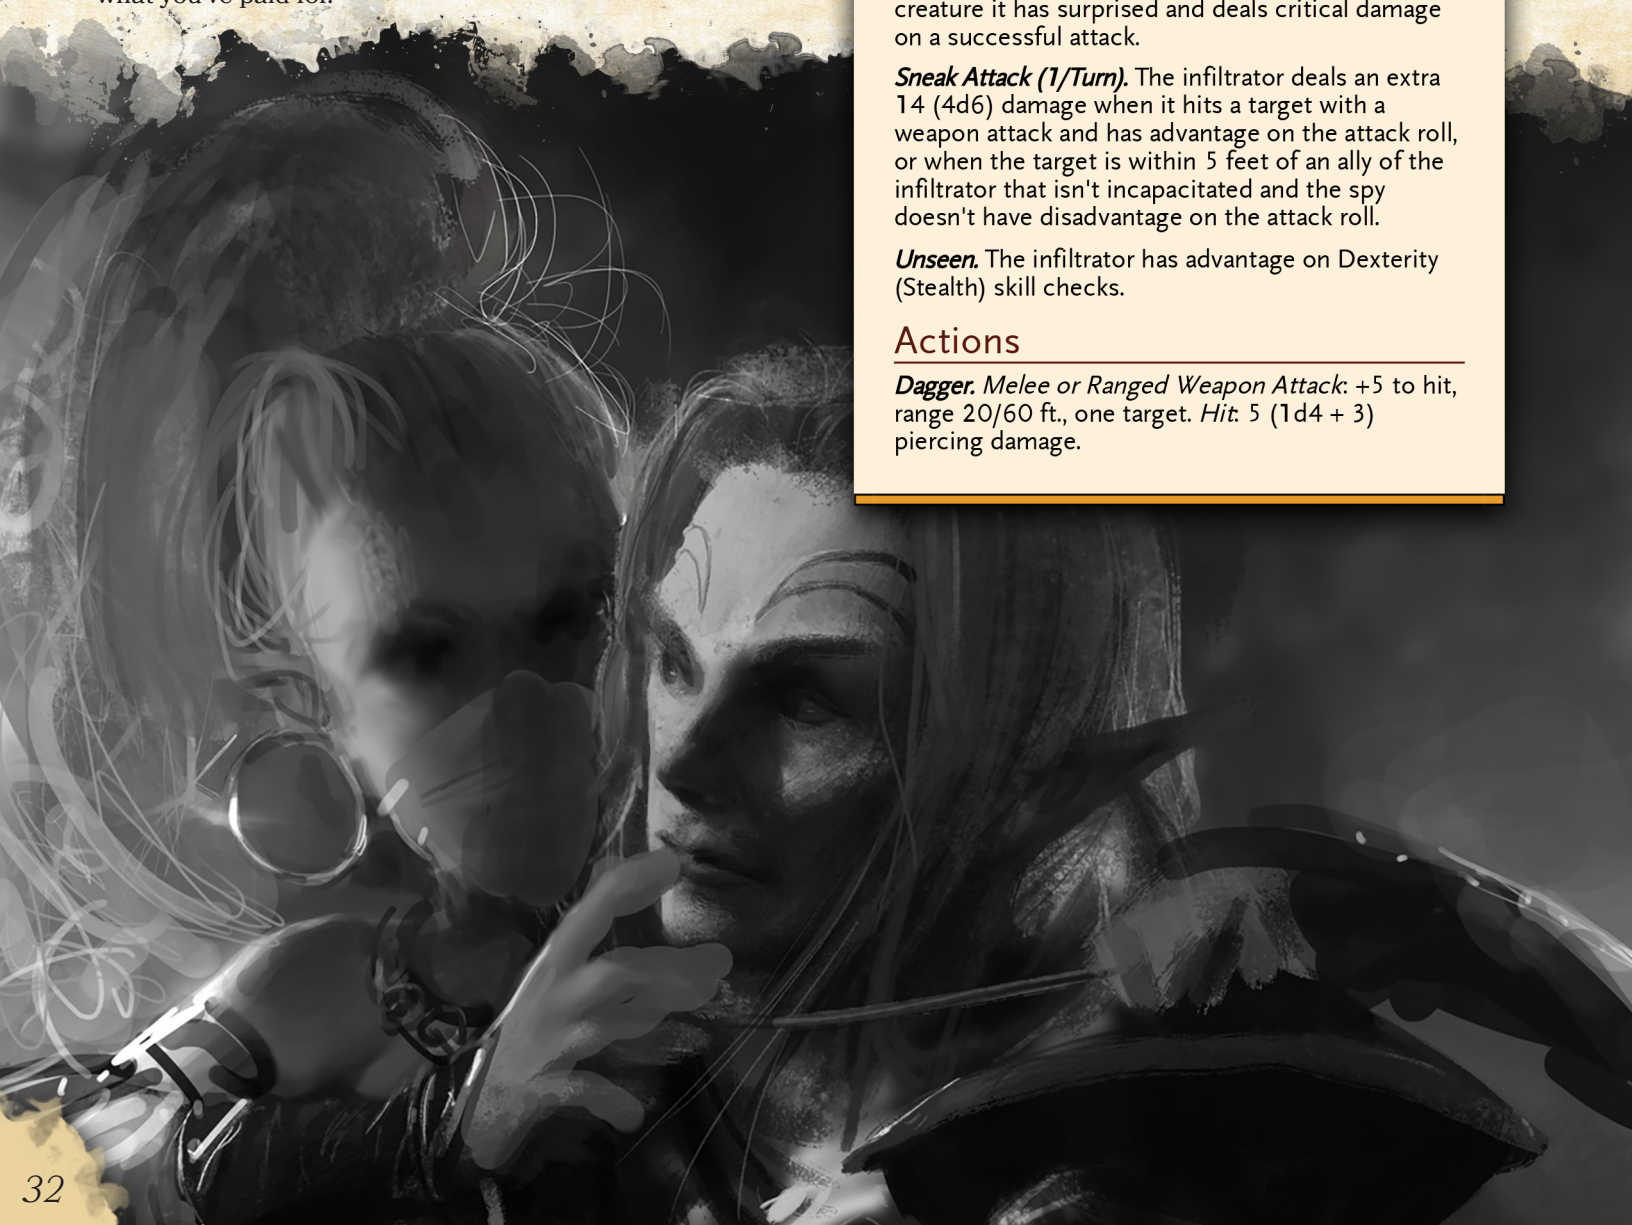 what you've paid for.
creature it has surprised and deals critical damage
on a successful attack.
Sneak Attack (1/Turn). The infiltrator deals an extra
14 (4d6) damage when it hits a target with a
weapon attack and has advantage on the attack roll,
or when the target is within 5 feet of an ally of the
infiltrator that isn't incapacitated and the spy
doesn't have disadvantage on the attack roll.
Unseen. The infiltrator has advantage on Dexterity
(Stealth) skill checks.
Actions
Dagger. Melee or Ranged Weapon Attack: +5 to hit,
range 20/60 ft., one target. Hit: 5 (1d4 + 3)
piercing damage.
32